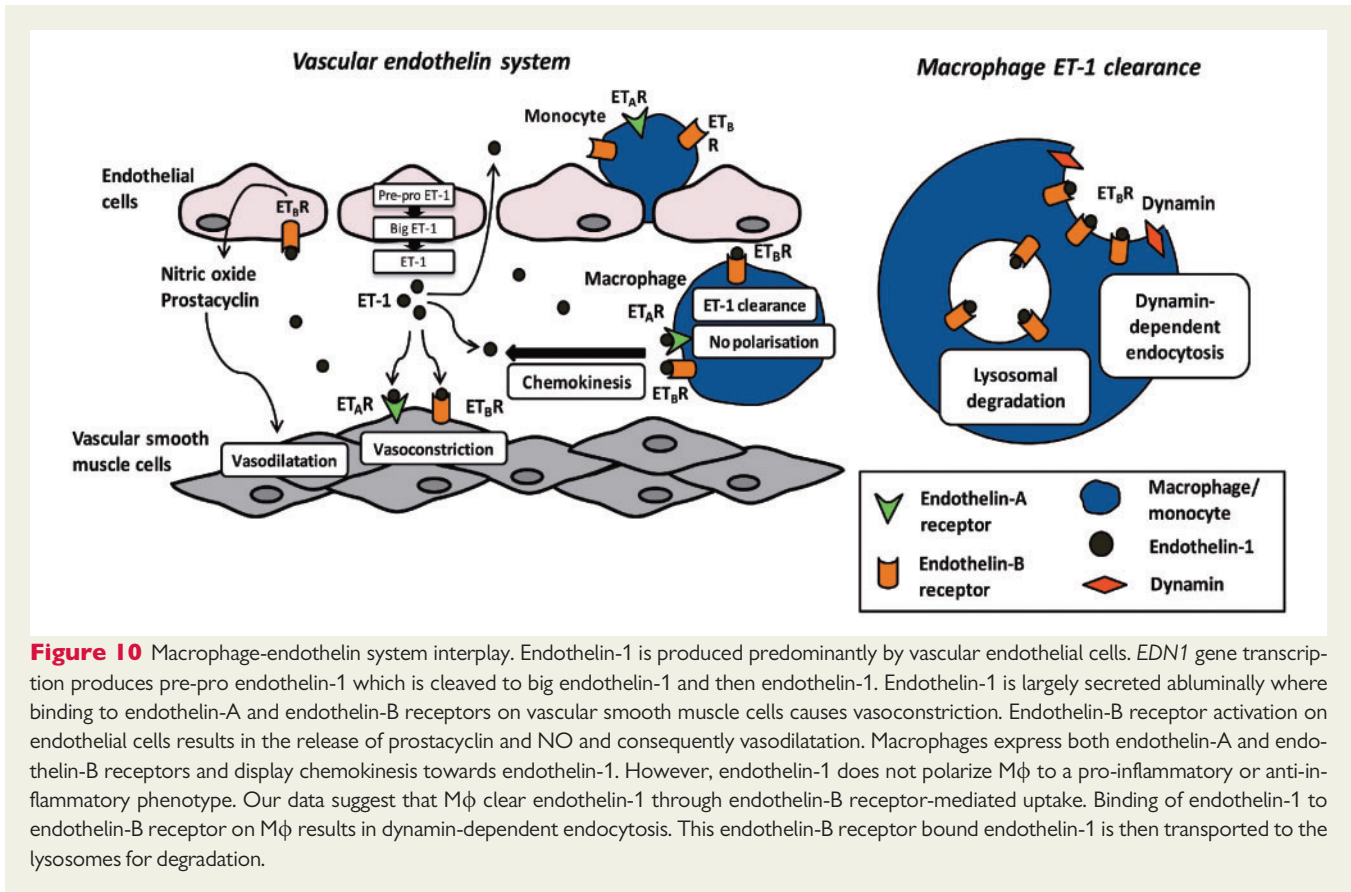 Vascular endothelin system
Macrophage ET-1 clearance
ETAR
Monocyte
ETB
R
Endothelial
cells
ETBR
Pre-pro ET-1
Big ET-1
ET-1
Nitric oxide
Prostacyclin
ET-1
ETBR
Macrophage
ET-1 clearance
ETAR
No polarisation
Chemokinesis
ETBR
ETAR
ETBR
Vascular smooth
muscle cells
Vasodilatation
Vasoconstriction
ETBR
Dynamin
Dynamin-
dependent
endocytosis
Lysosomal
degradation
Endothelin-A
receptor
Endothelin-B
receptor
Macrophage/
monocyte
Endothelin-1
Dynamin
Figure 10 Macrophage-endothelin system interplay. Endothelin-1 is produced predominantly by vascular endothelial cells. EDN1 gene transcrip-
tion produces pre-pro endothelin-1 which is cleaved to big endothelin-1 and then endothelin-1. Endothelin-1 is largely secreted abluminally where
binding to endothelin-A and endothelin-B receptors on vascular smooth muscle cells causes vasoconstriction. Endothelin-B receptor activation on
endothelial cells results in the release of prostacyclin and NO and consequently vasodilatation. Macrophages express both endothelin-A and endo-
thelin-B receptors and display chemokinesis towards endothelin-1. However, endothelin-1 does not polarize Mϕ to a pro-inflammatory or anti-in-
flammatory phenotype. Our data suggest that Mϕ clear endothelin-1 through endothelin-B receptor-mediated uptake. Binding of endothelin-1 to
endothelin-B receptor on Mϕ results in dynamin-dependent endocytosis. This endothelin-B receptor bound endothelin-1 is then transported to the
lysosomes for degradation.